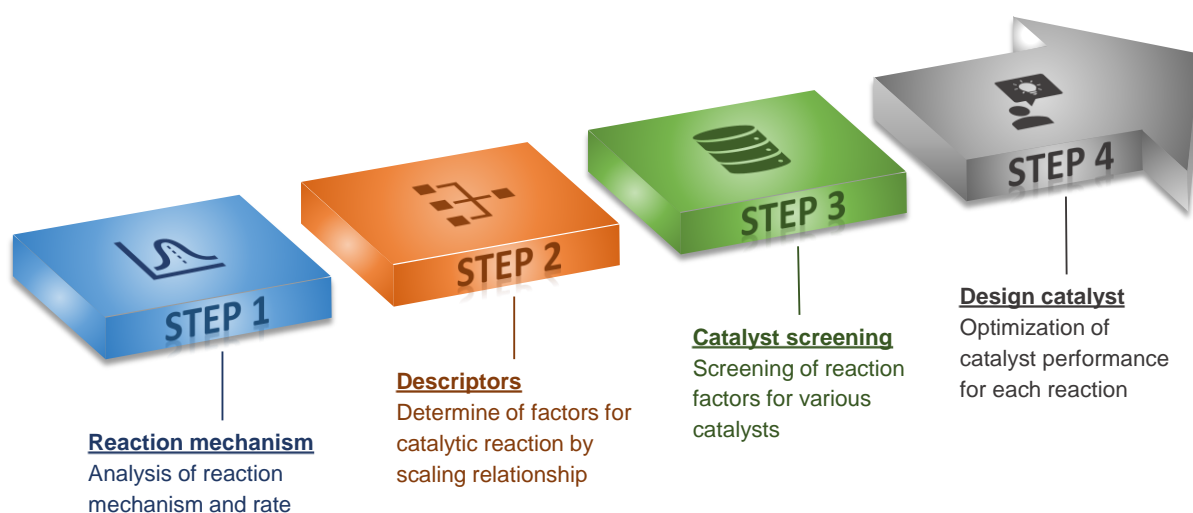 STEP 1
Reaction mechanism
Analysis of reaction
mechanism and rate
STEP 2
Descriptors
Determine of factors for
catalytic reaction by
scaling relationship
STEP 3
Catalyst screening
Screening of reaction
factors for various
catalysts
STEP 4
Design catalyst
Optimization of
catalyst performance
for each reaction